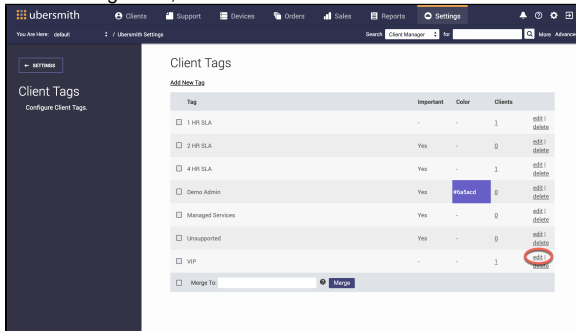 ubersmith Clients Support Devices Orders Sales Reports Settings
You Are Here: default / Ubersmith Settings Search Client Manager for More Advance
← SETTINGS
Client Tags
Configure Client Tags.
Client Tags
Add New Tag
Tag Important Color Clients
1 HR SLA - - 1 edit |
delete
2 HR SLA Yes - 0 edit |
delete
4 HR SLA Yes - 1 edit |
delete
Demo Admin Yes #6a5acd 0 edit |
delete
Managed Services Yes - 0 edit |
delete
Unsupported Yes - 0 edit |
delete
VIP - - 1 edit |
delete
Merge To: Merge